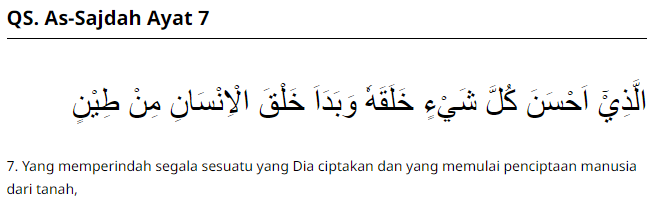 QS. As-Sajdah Ayat 7
الَّذِيْٓ اَحْسَنَ كُلَّ شَيْءٍ خَلَقَهٗ وَبَدَاَ خَلْقَ الْاِنْسَانِ مِنْ طِيْنٍ
7. Yang memperindah segala sesuatu yang Dia ciptakan dan yang memulai penciptaan manusia
dari tanah,